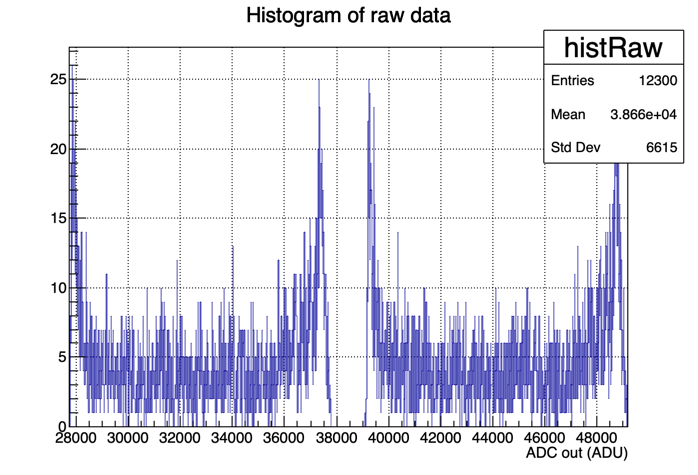 Histogram of raw data
histRaw
Entries 12300
Mean 3.866e+04
Std Dev 6615
25
20
15
10
5
0
28000 30000 32000 34000 36000 38000 40000 42000 44000 46000 48000
ADC out (ADU)